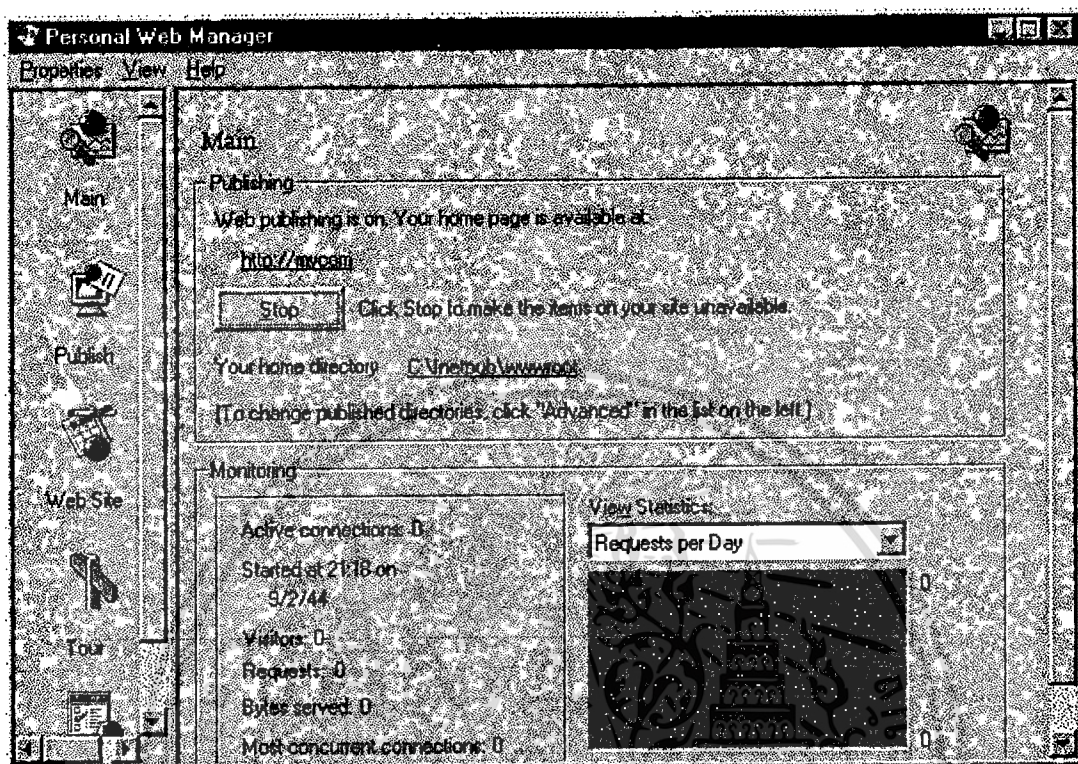 Personal Web Manager
Properties View Help
Main
Publish
Web Site
Tour
Main
Publishing
Web publishing is on. Your home page is available at:
http://mycom
Stop
Click Stop to make the items on your site unavailable.
Your home directory C:\Inetpub\wwwroot
(To change published directories, click "Advanced" in the list on the left.)
Monitoring
Active connections: 0
Started at 21:18 on
9/2/44
Visitors: 0
Requests: 0
Bytes served: 0
Most concurrent connections: 0
View Statistics:
Requests per Day
0
0